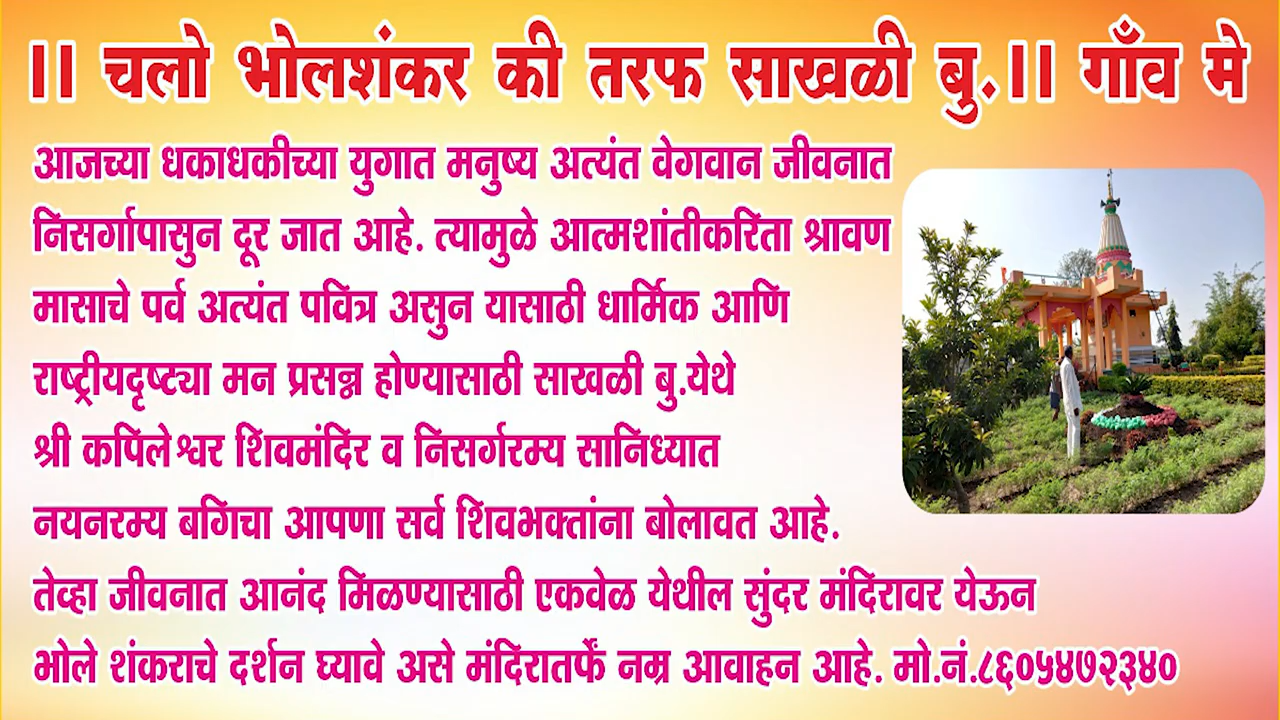 ।। चलो भोलशंकर की तरफ साखळी बु.।। गाँव मे
आजच्या धकाधकीच्या युगात मनुष्य अत्यंत वेगवान जीवनात
निसर्गापासुन दूर जात आहे. त्यामुळे आत्मशांतीकरिता श्रावण
मासाचे पर्व अत्यंत पवित्र असुन यासाठी धार्मिक आणि
राष्ट्रीयदृष्ट्या मन प्रसन्न होण्यासाठी साखळी बु.येथे
श्री कपिलेश्वर शिवमंदिर व निसर्गरम्य सानिध्यात
नयनरम्य बगिचा आपणा सर्व शिवभक्तांना बोलावत आहे.
तेव्हा जीवनात आनंद मिळण्यासाठी एकवेळ येथील सुंदर मंदिरावर येऊन
भोले शंकराचे दर्शन घ्यावे असे मंदिरातर्फे नम्र आवाहन आहे. मो.नं.८६०५४७२३४०